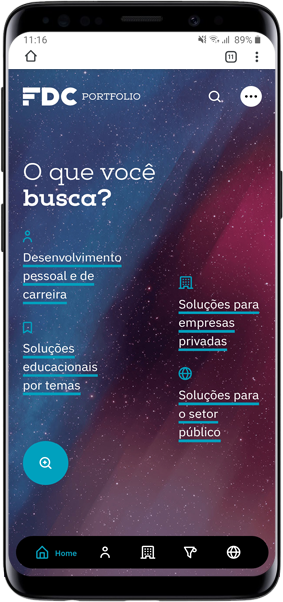 11:16
11
89%
FDC PORTFOLIO
O que você
busca?
Desenvolvimento
pessoal e de
carreira
Soluções
educacionais
por temas
Soluções para
empresas
privadas
Soluções para
o setor
público
Home